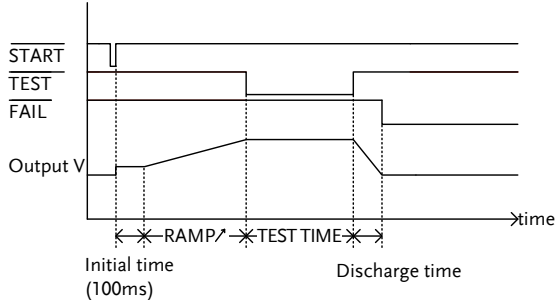 START
TEST
FAIL
Output V
time
RAMP↗
TEST TIME
Initial time
(100ms)
Discharge time